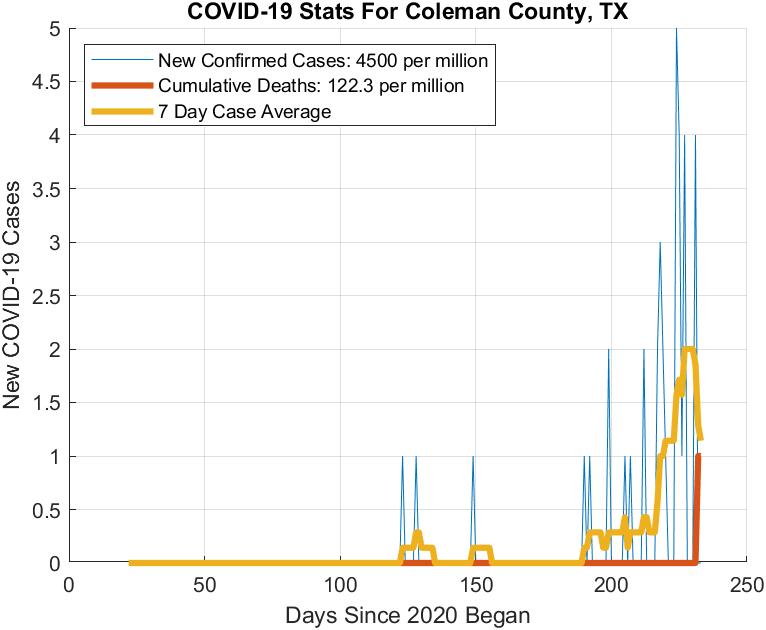 COVID-19 Stats For Coleman County, TX
New Confirmed Cases: 4500 per million
Cumulative Deaths: 122.3 per million
7 Day Case Average
New COVID-19 Cases
5
4.5
4
3.5
3
2.5
2
1.5
1
0.5
0
0
50
100
150
200
250
Days Since 2020 Began